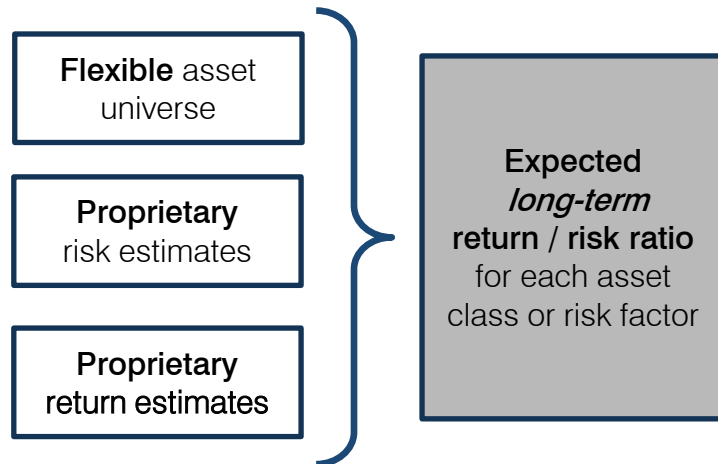 Flexible asset
universe
Proprietary
risk estimates
Proprietary
return estimates
Expected
long-term
return / risk ratio
for each asset
class or risk factor